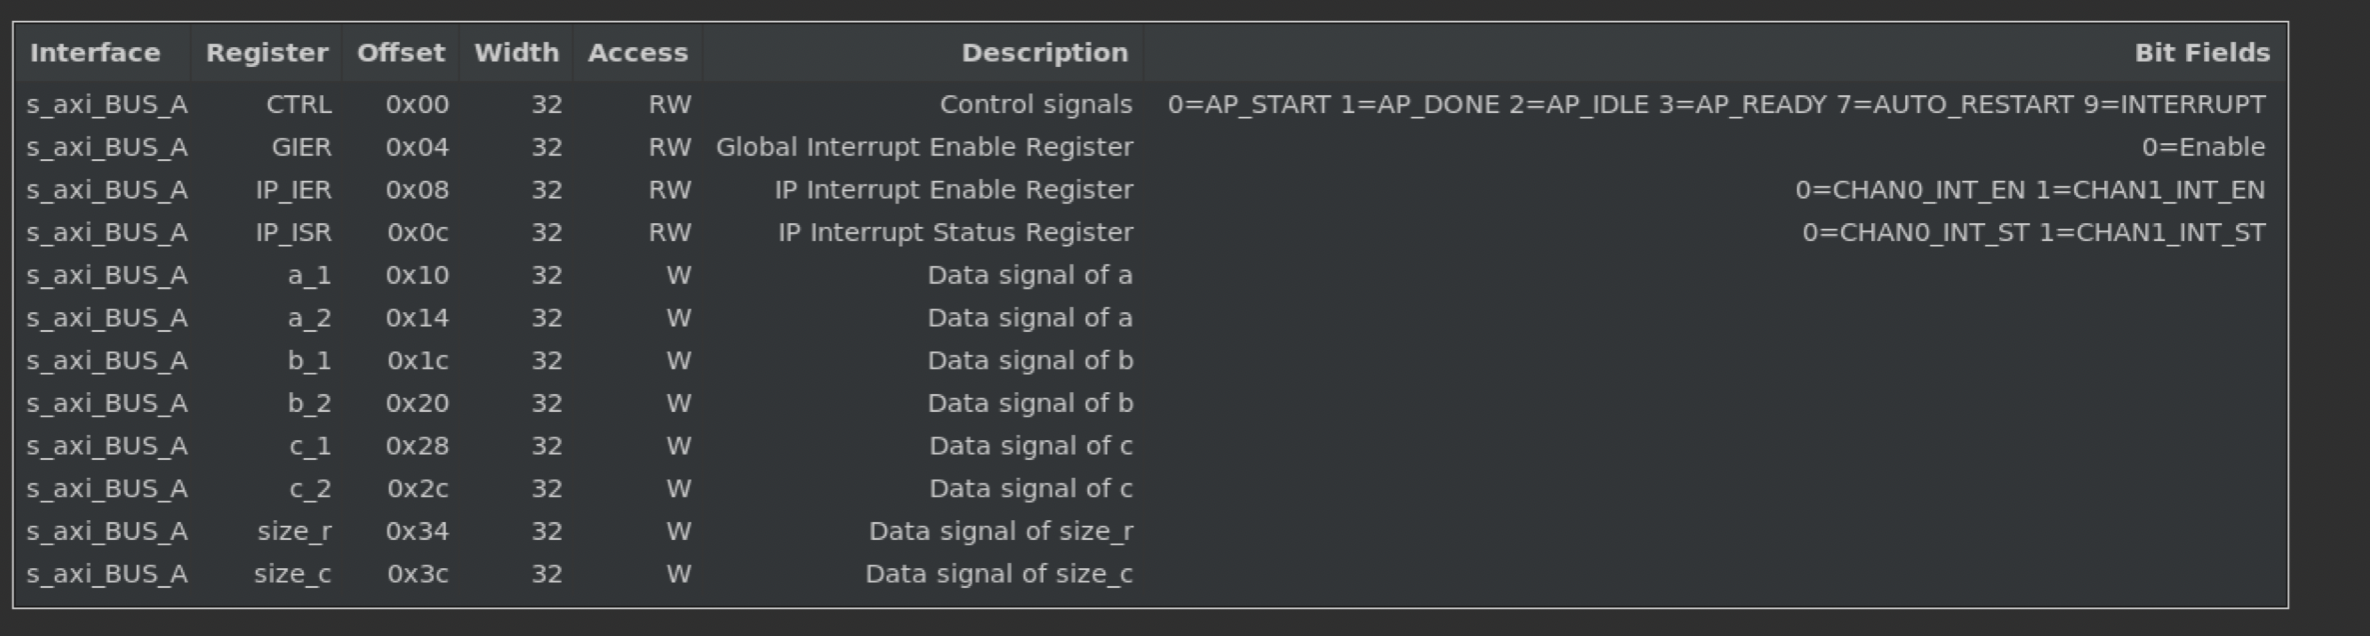 Interface Register Offset Width Access Description Bit Fields
s_axi_BUS_A CTRL 0x00 32 RW Control signals 0=AP_START 1=AP_DONE 2=AP_IDLE 3=AP_READY 7=AUTO_RESTART 9=INTERRUPT
s_axi_BUS_A GIER 0x04 32 RW Global Interrupt Enable Register 0=Enable
s_axi_BUS_A IP_IER 0x08 32 RW IP Interrupt Enable Register 0=CHAN0_INT_EN 1=CHAN1_INT_EN
s_axi_BUS_A IP_ISR 0x0c 32 RW IP Interrupt Status Register 0=CHAN0_INT_ST 1=CHAN1_INT_ST
s_axi_BUS_A a_1 0x10 32 W Data signal of a
s_axi_BUS_A a_2 0x14 32 W Data signal of a
s_axi_BUS_A b_1 0x1c 32 W Data signal of b
s_axi_BUS_A b_2 0x20 32 W Data signal of b
s_axi_BUS_A c_1 0x28 32 W Data signal of c
s_axi_BUS_A c_2 0x2c 32 W Data signal of c
s_axi_BUS_A size_r 0x34 32 W Data signal of size_r
s_axi_BUS_A size_c 0x3c 32 W Data signal of size_c